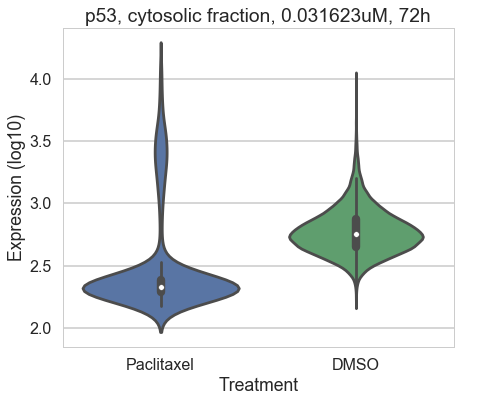 p53, cytosolic fraction, 0.031623uM, 72h
Expression (log10)
4.0
3.5
3.0
2.5
2.0
Paclitaxel
DMSO
Treatment